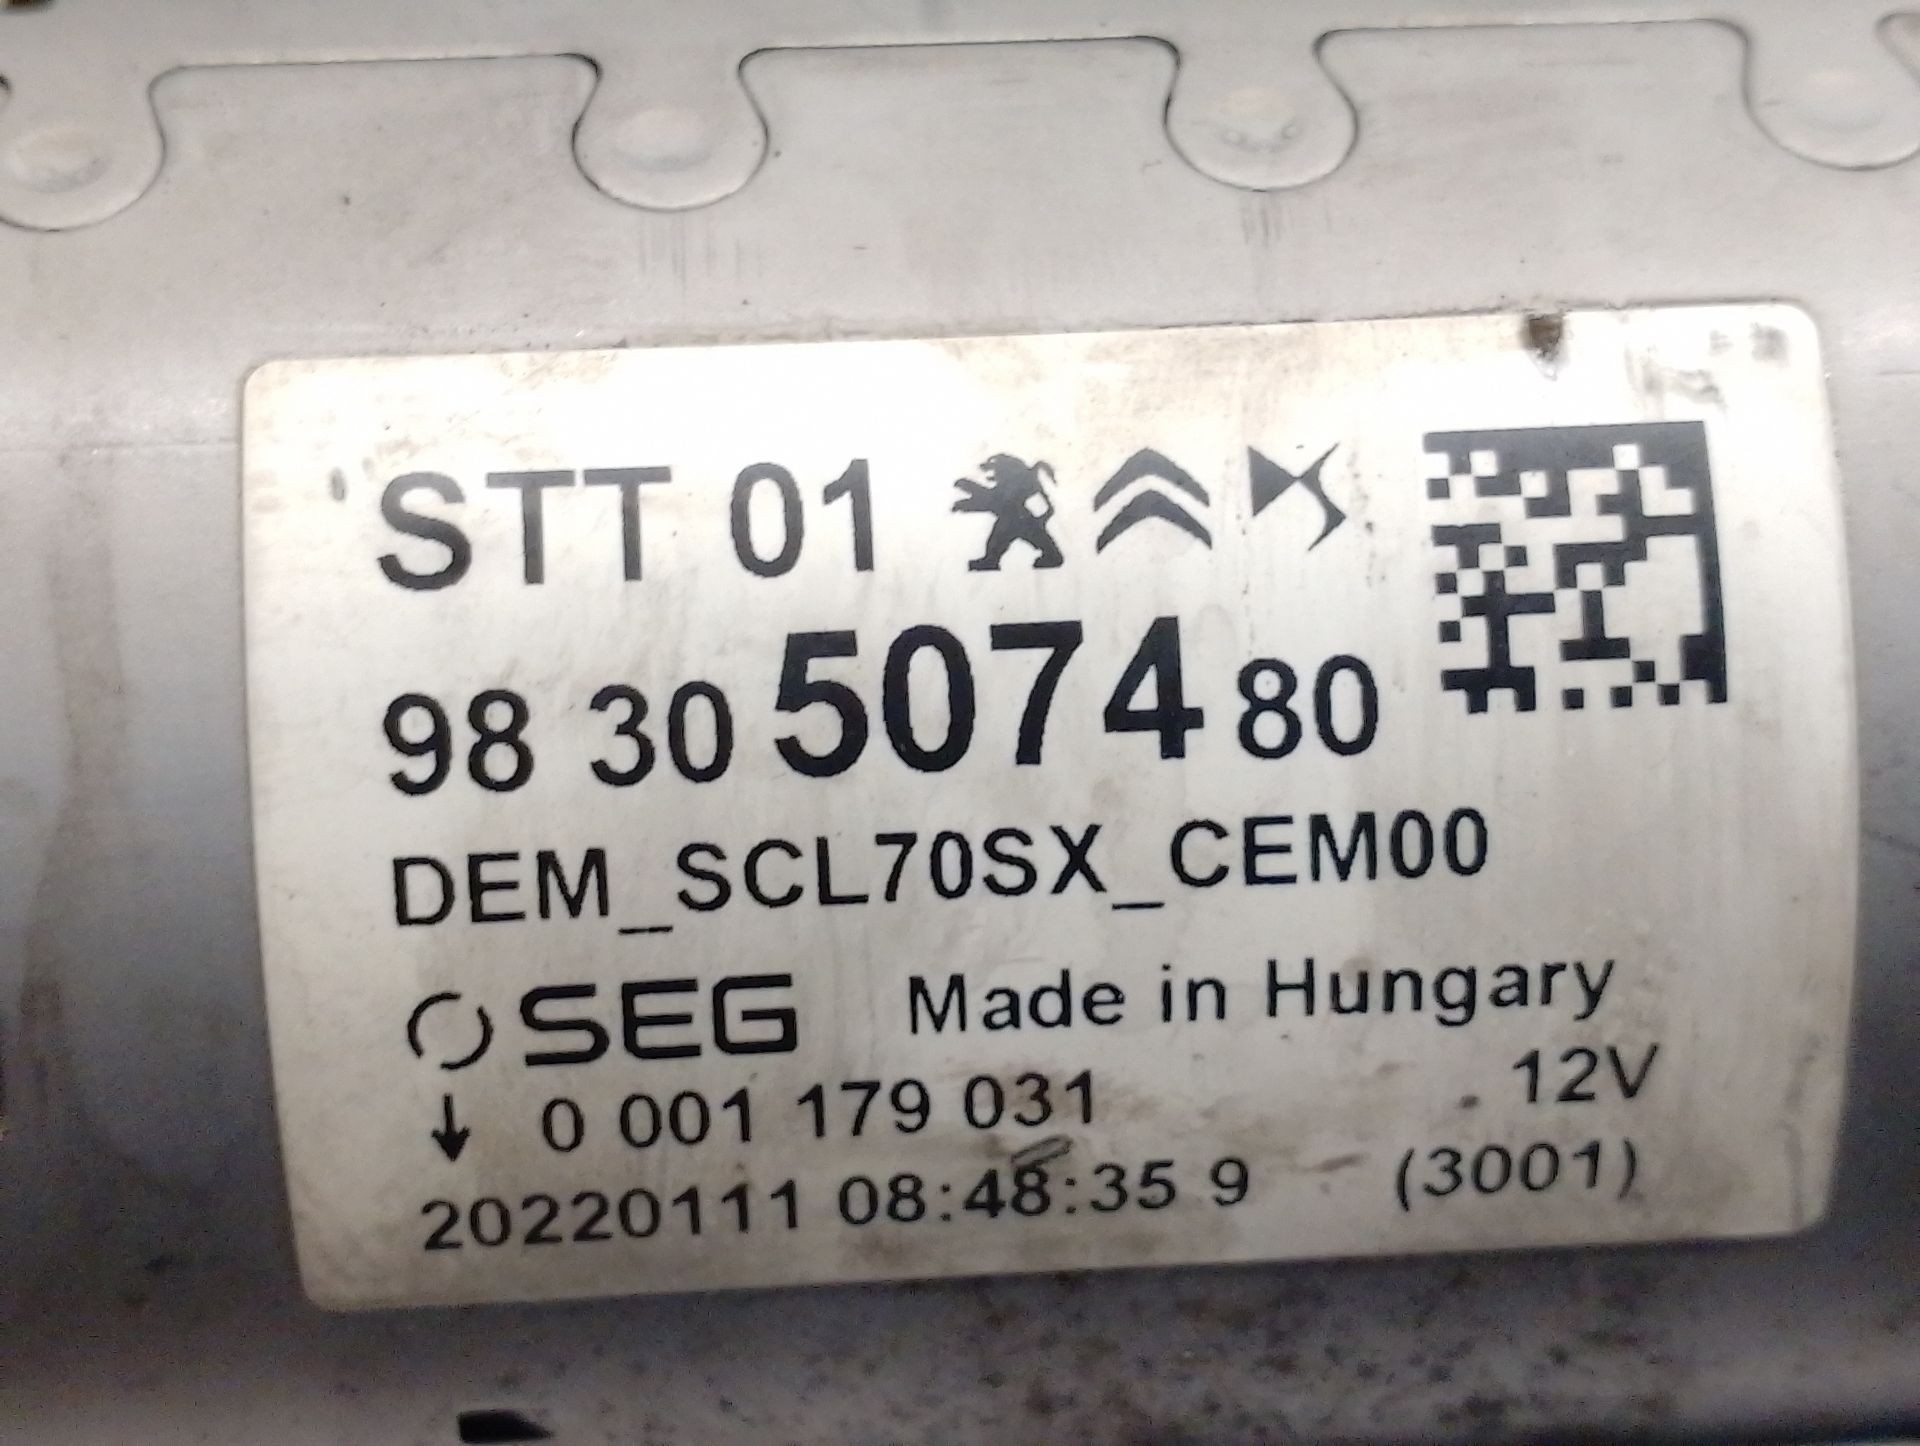 STT 01
98 30 5074 80
DEM_SCL70SX_CEM00
SEG Made in Hungary
↓ 0 001 179 031 12V
20220111 08:48:35 9 (3001)